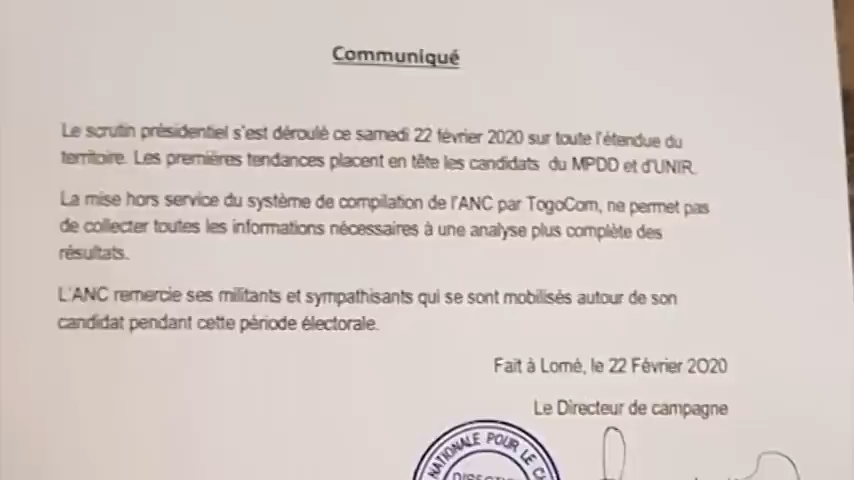 Communiqué
Le scrutin présidentiel s'est déroulé ce samedi 22 février 2020 sur toute l'étendue du
territoire. Les premières tendances placent en tête les candidats du MPDD et d'UNIR.
La mise hors service du système de compilation de l'ANC par TogoCom, ne permet pas
de collecter toutes les informations nécessaires à une analyse plus complète des
résultats.
L'ANC remercie ses militants et sympathisants qui se sont mobilisés autour de son
candidat pendant cette période électorale.
Fait à Lomé, le 22 Février 2020
Le Directeur de campagne
NATIONALE POUR LE